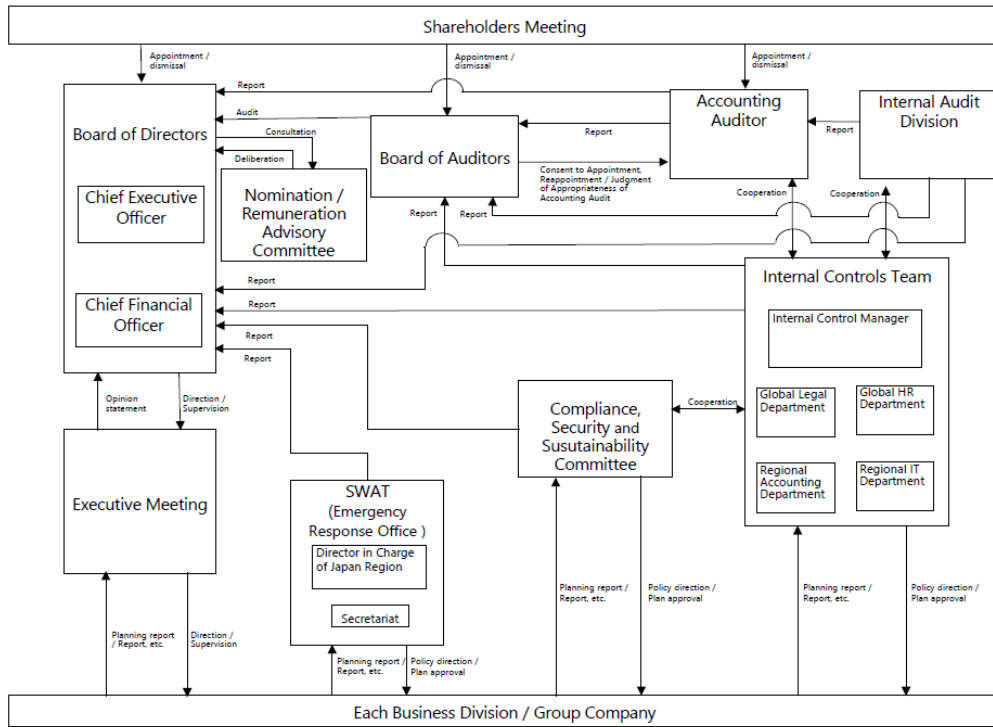 Shareholders Meeting
Appointment /
dismissal
Appointment /
dismissal
Appointment /
dismissal
Report
Audit
Board of Directors
Consultation
Deliberation
Chief Executive
Officer
Chief Financial
Officer
Nomination /
Remuneration
Advisory
Committee
Board of Auditors
Report
Consent to Appointment,
Reappointment / Judgment
of Appropriateness of
Accounting Audit
Accounting
Auditor
Report
Internal Audit
Division
Cooperation
Cooperation
Report
Report
Report
Report
Report
Report
Internal Controls Team
Internal Control Manager
Global Legal
Department
Global HR
Department
Regional
Accounting
Department
Regional IT
Department
Cooperation
Compliance,
Security and
Susutainability
Committee
Opinion
statement
Direction /
Supervision
Executive Meeting
SWAT
(Emergency
Response Office )
Director in Charge
of Japan Region
Secretariat
Planning report
/ Report, etc.
Direction /
Supervision
Planning report /
Report, etc.
Policy direction /
Plan approval
Planning report /
Report, etc.
Policy direction /
Plan approval
Planning report /
Report, etc.
Policy direction /
Plan approval
Each Business Division / Group Company